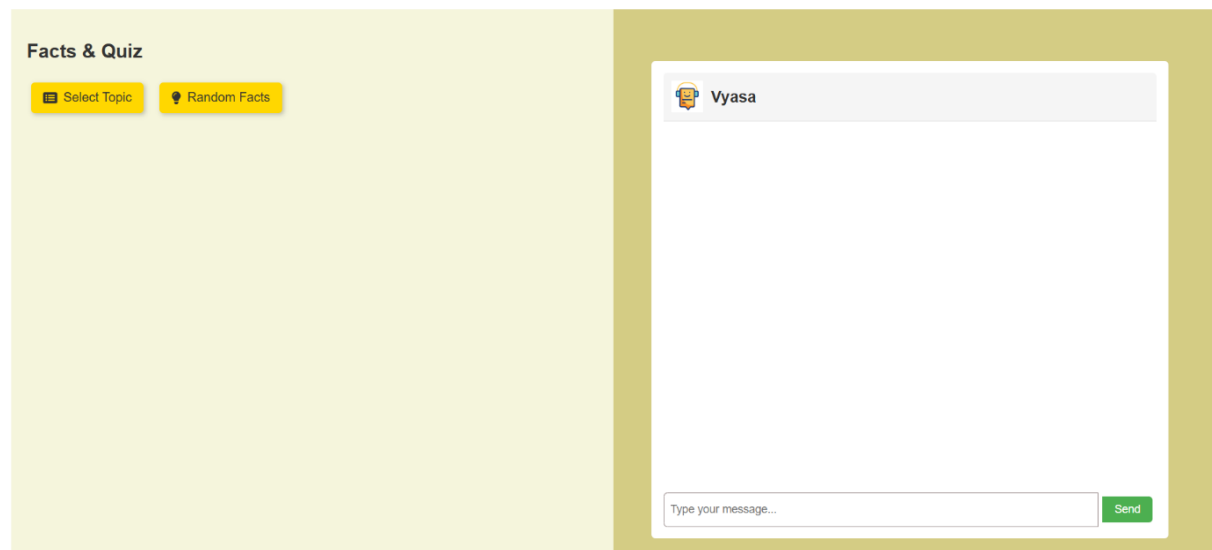 Facts & Quiz
Select Topic
Random Facts
Vyasa
Type your message...
Send